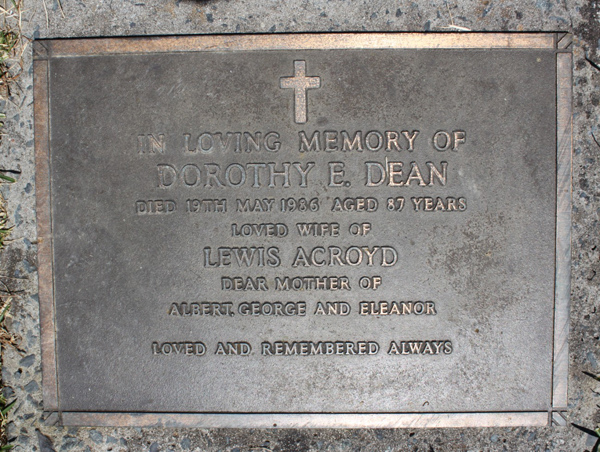 IN LOVING MEMORY OF
DOROTHY E. DEAN
DIED 19TH MAY 1986 AGED 87 YEARS
LOVED WIFE OF
LEWIS ACROYD
DEAR MOTHER OF
ALBERT, GEORGE AND ELEANOR
LOVED AND REMEMBERED ALWAYS